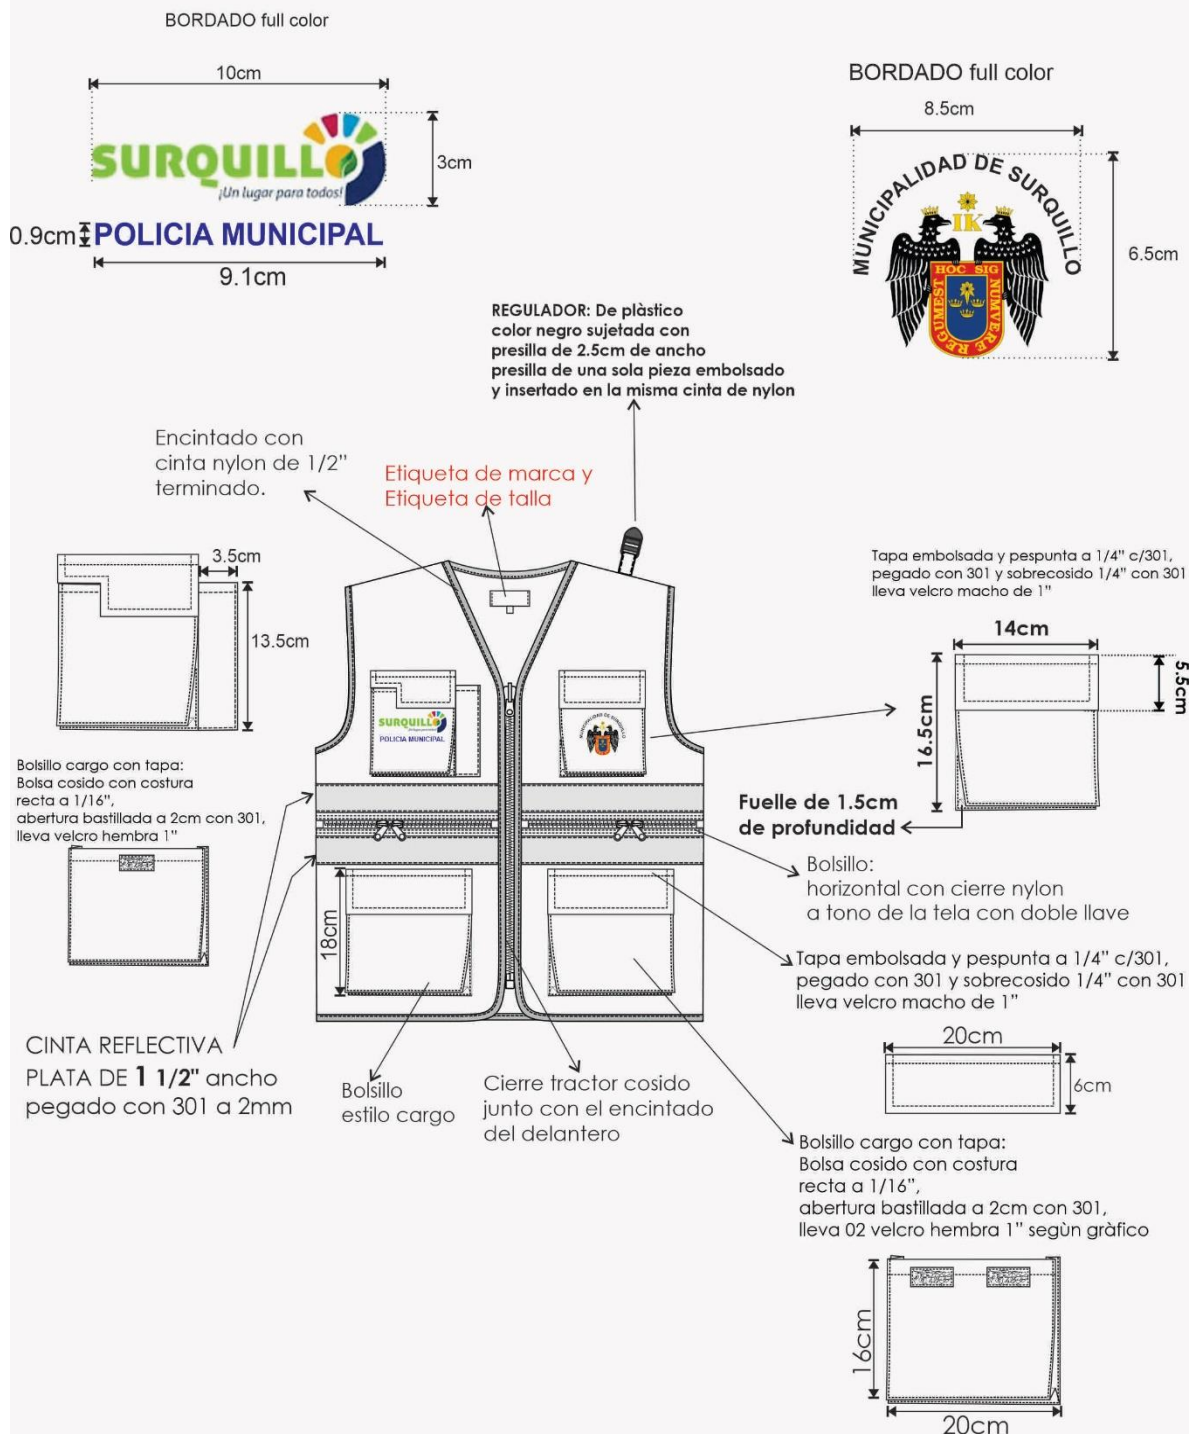 BORDADO full color
10cm
SURQUILLO
¡Un lugar para todos!
3cm
0.9cm
POLICIA MUNICIPAL
9.1cm
BORDADO full color
8.5cm
MUNICIPALIDAD DE SURQUILLO
IK
HOC SIG
NUMVERE
REGUMEST
6.5cm
REGULADOR: De plàstico
color negro sujetada con
presilla de 2.5cm de ancho
presilla de una sola pieza embolsado
y insertado en la misma cinta de nylon
Encintado con
cinta nylon de 1/2”
terminado.
Etiqueta de marca y
Etiqueta de talla
3.5cm
13.5cm
Tapa embolsada y pespunta a 1/4” c/301,
pegado con 301 y sobrecosido 1/4” con 301
lleva velcro macho de 1”
14cm
5.5cm
16.5cm
SURQUILLO
POLICIA MUNICIPAL
MUNICIPALIDAD DE SURQUILLO
Bolsillo cargo con tapa:
Bolsa cosido con costura
recta a 1/16”,
abertura bastillada a 2cm con 301,
lleva velcro hembra 1”
Fuelle de 1.5cm
de profundidad
Bolsillo:
horizontal con cierre nylon
a tono de la tela con doble llave
18cm
Tapa embolsada y pespunta a 1/4” c/301,
pegado con 301 y sobrecosido 1/4” con 301
lleva velcro macho de 1”
CINTA REFLECTIVA
PLATA DE 1 1/2” ancho
pegado con 301 a 2mm
Bolsillo
estilo cargo
Cierre tractor cosido
junto con el encintado
del delantero
20cm
6cm
Bolsillo cargo con tapa:
Bolsa cosido con costura
recta a 1/16”,
abertura bastillada a 2cm con 301,
lleva 02 velcro hembra 1” segùn gràfico
16cm
20cm